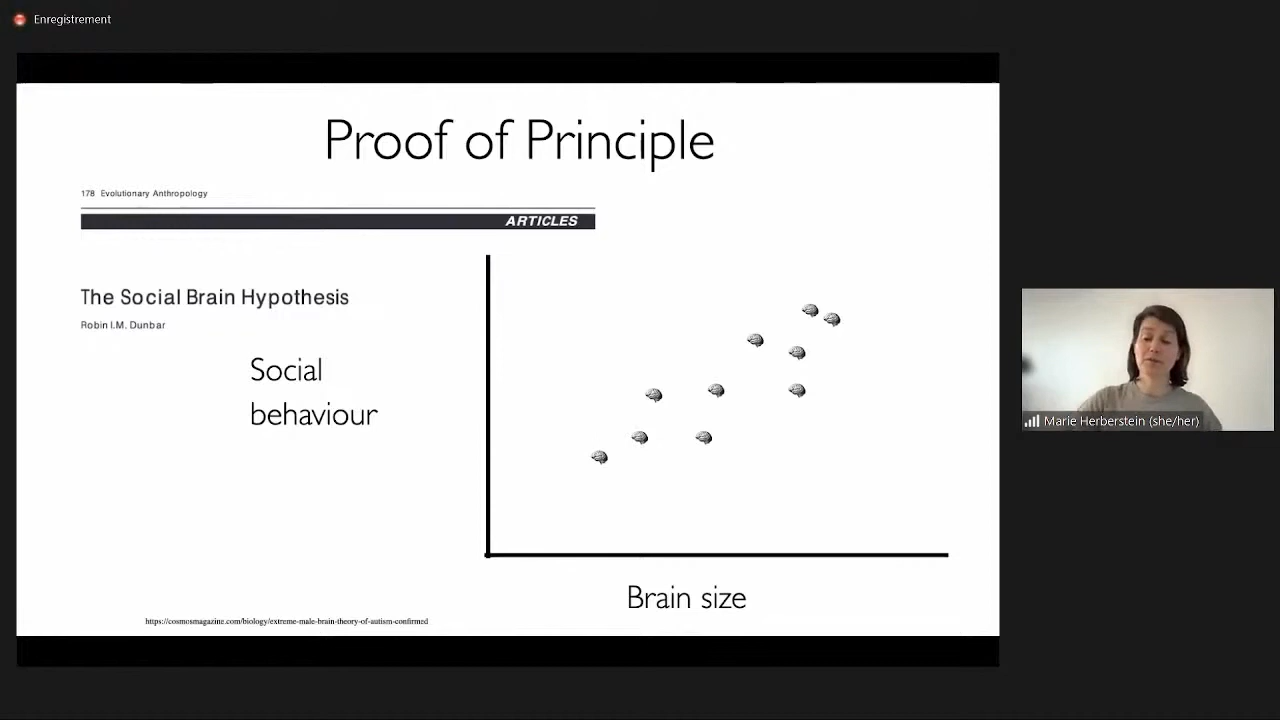 Enregistrement
Proof of Principle
178 Evolutionary Anthropology
ARTICLES
The Social Brain Hypothesis
Robin I.M. Dunbar
Social
behaviour
Brain size
https://cosmosmagazine.com/biology/extreme-male-brain-theory-of-autism-confirmed
Marie Herberstein (she/her)